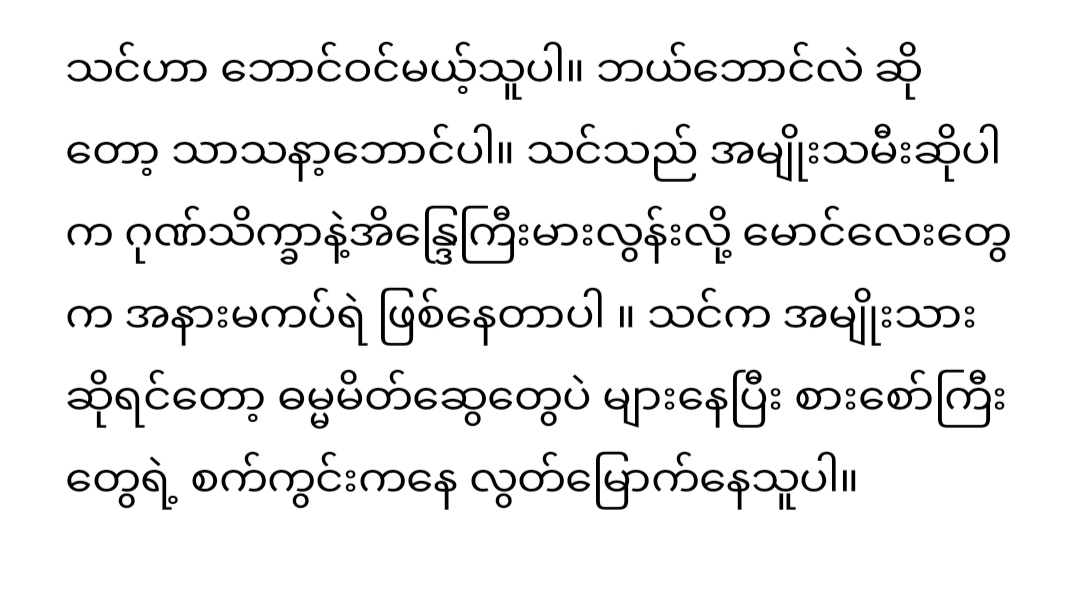 သင်ဟာ ဘောင်ဝင်မယ့်သူပါ။ ဘယ်ဘောင်လဲ ဆို
တော့ သာသနာ့ဘောင်ပါ။ သင်သည် အမျိုးသမီးဆိုပါ
က ဂုဏ်သိက္ခာနဲ့အိန္ဒြေကြီးမားလွန်းလို့ မောင်လေးတွေ
က အနားမကပ်ရဲ ဖြစ်နေတာပါ ။ သင်က အမျိုးသား
ဆိုရင်တော့ ဓမ္မမိတ်ဆွေတွေပဲ များနေပြီး စားစော်ကြီး
တွေရဲ့ စက်ကွင်းကနေ လွတ်မြောက်နေသူပါ။